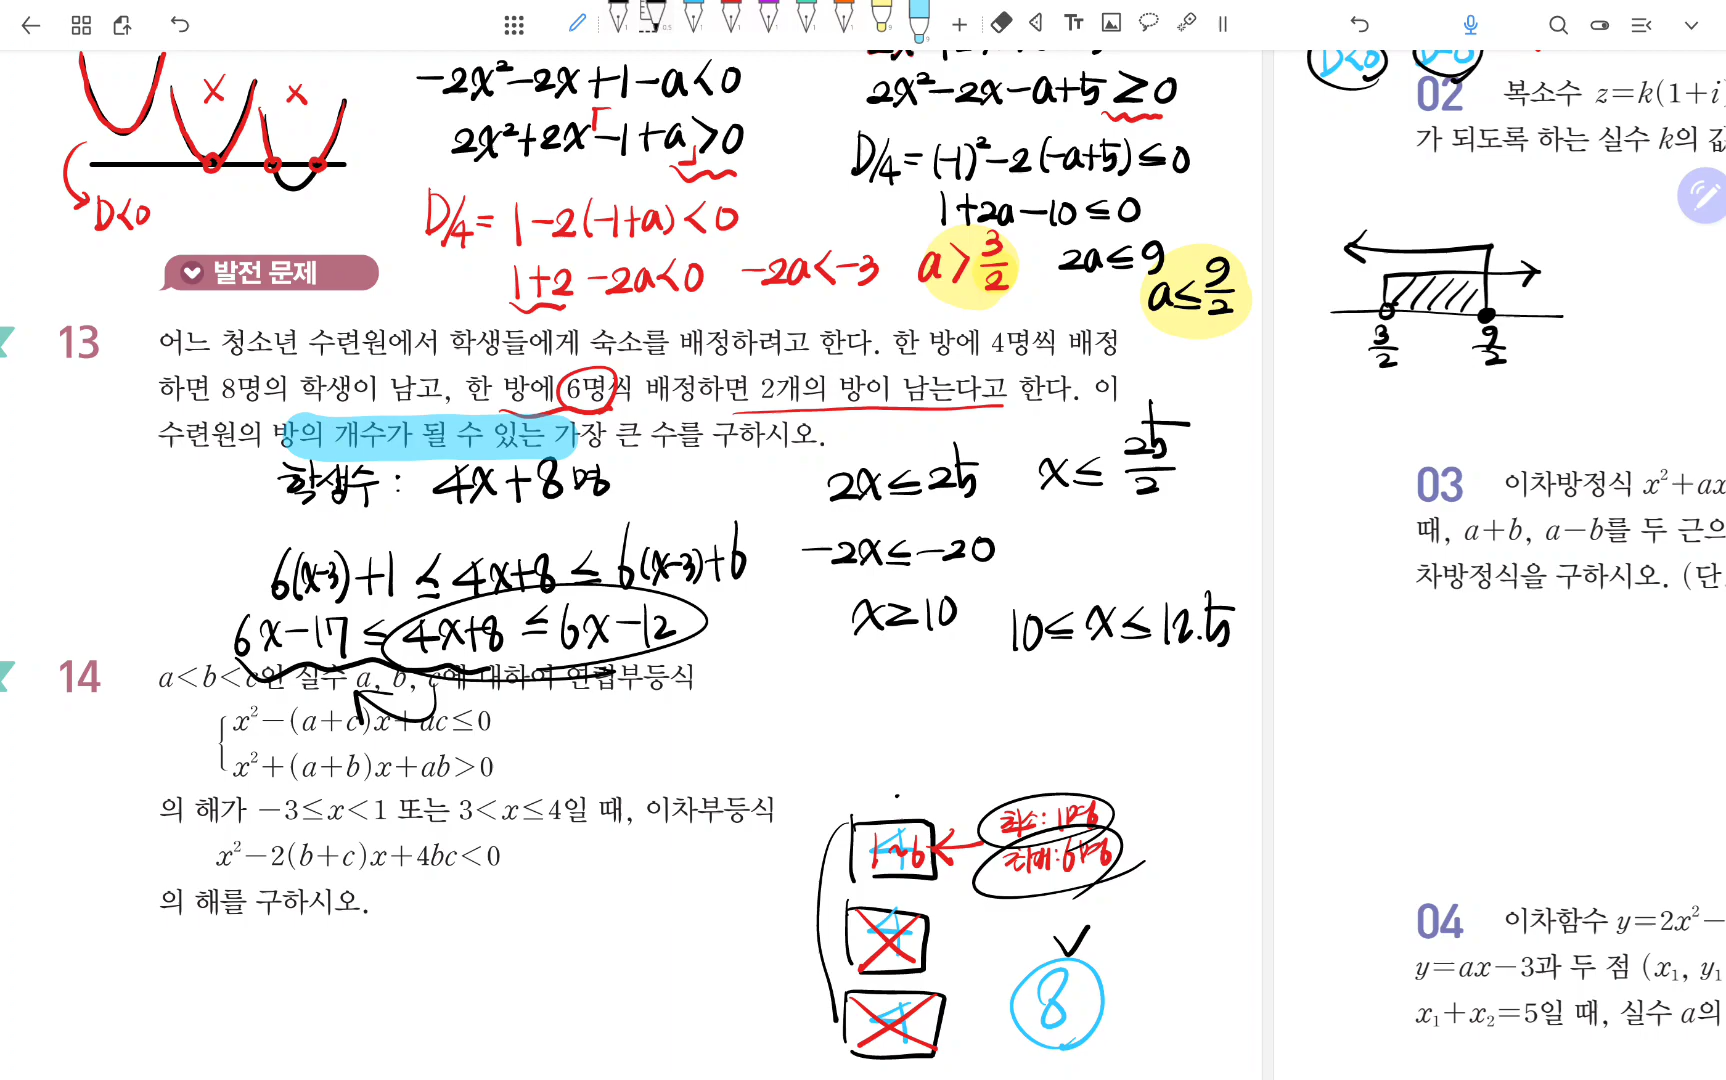 -2x²-2x+1-a<0
2x²+2x-1+a>0
D/4= 1-2(-1+a)<0
1+2-2a<0 -2a<-3 a>3/2
D<0
2x²-2x-a+5≥0
D/4=(-1)²-2(-a+5)≤0
1+2a-10≤0
2a≤9
a≤9/2
발전 문제
13 어느 청소년 수련원에서 학생들에게 숙소를 배정하려고 한다. 한 방에 4명씩 배정
하면 8명의 학생이 남고, 한 방에 6명씩 배정하면 2개의 방이 남는다고 한다. 이
수련원의 방의 개수가 될 수 있는 가장 큰 수를 구하시오.
학생수 : 4x+8명
6(x-3)+1≤4x+8≤6(x-3)+6
6x-17≤4x+8≤6x-12
2x≤25 x≤25/2
-2x≤-20
x≥10 10≤x≤12.5
14 a<b<c인 실수 a, b, c에 대하여 연립부등식
x²-(a+c)x+ac≤0
x²+(a+b)x+ab>0
의 해가 -3≤x<1 또는 3<x≤4일 때, 이차부등식
x²-2(b+c)x+4bc<0
의 해를 구하시오.
4 1~6 최소:1명
최대:6명
4
4
8
D<0
02 복소수 z=k(1+i)
가 되도록 하는 실수 k의 값
3/2 9/2
03 이차방정식 x²+ax
때, a+b, a-b를 두 근으
차방정식을 구하시오. (단,
04 이차함수 y=2x²-
y=ax-3과 두 점 (x₁, y₁
x₁+x₂=5일 때, 실수 a의